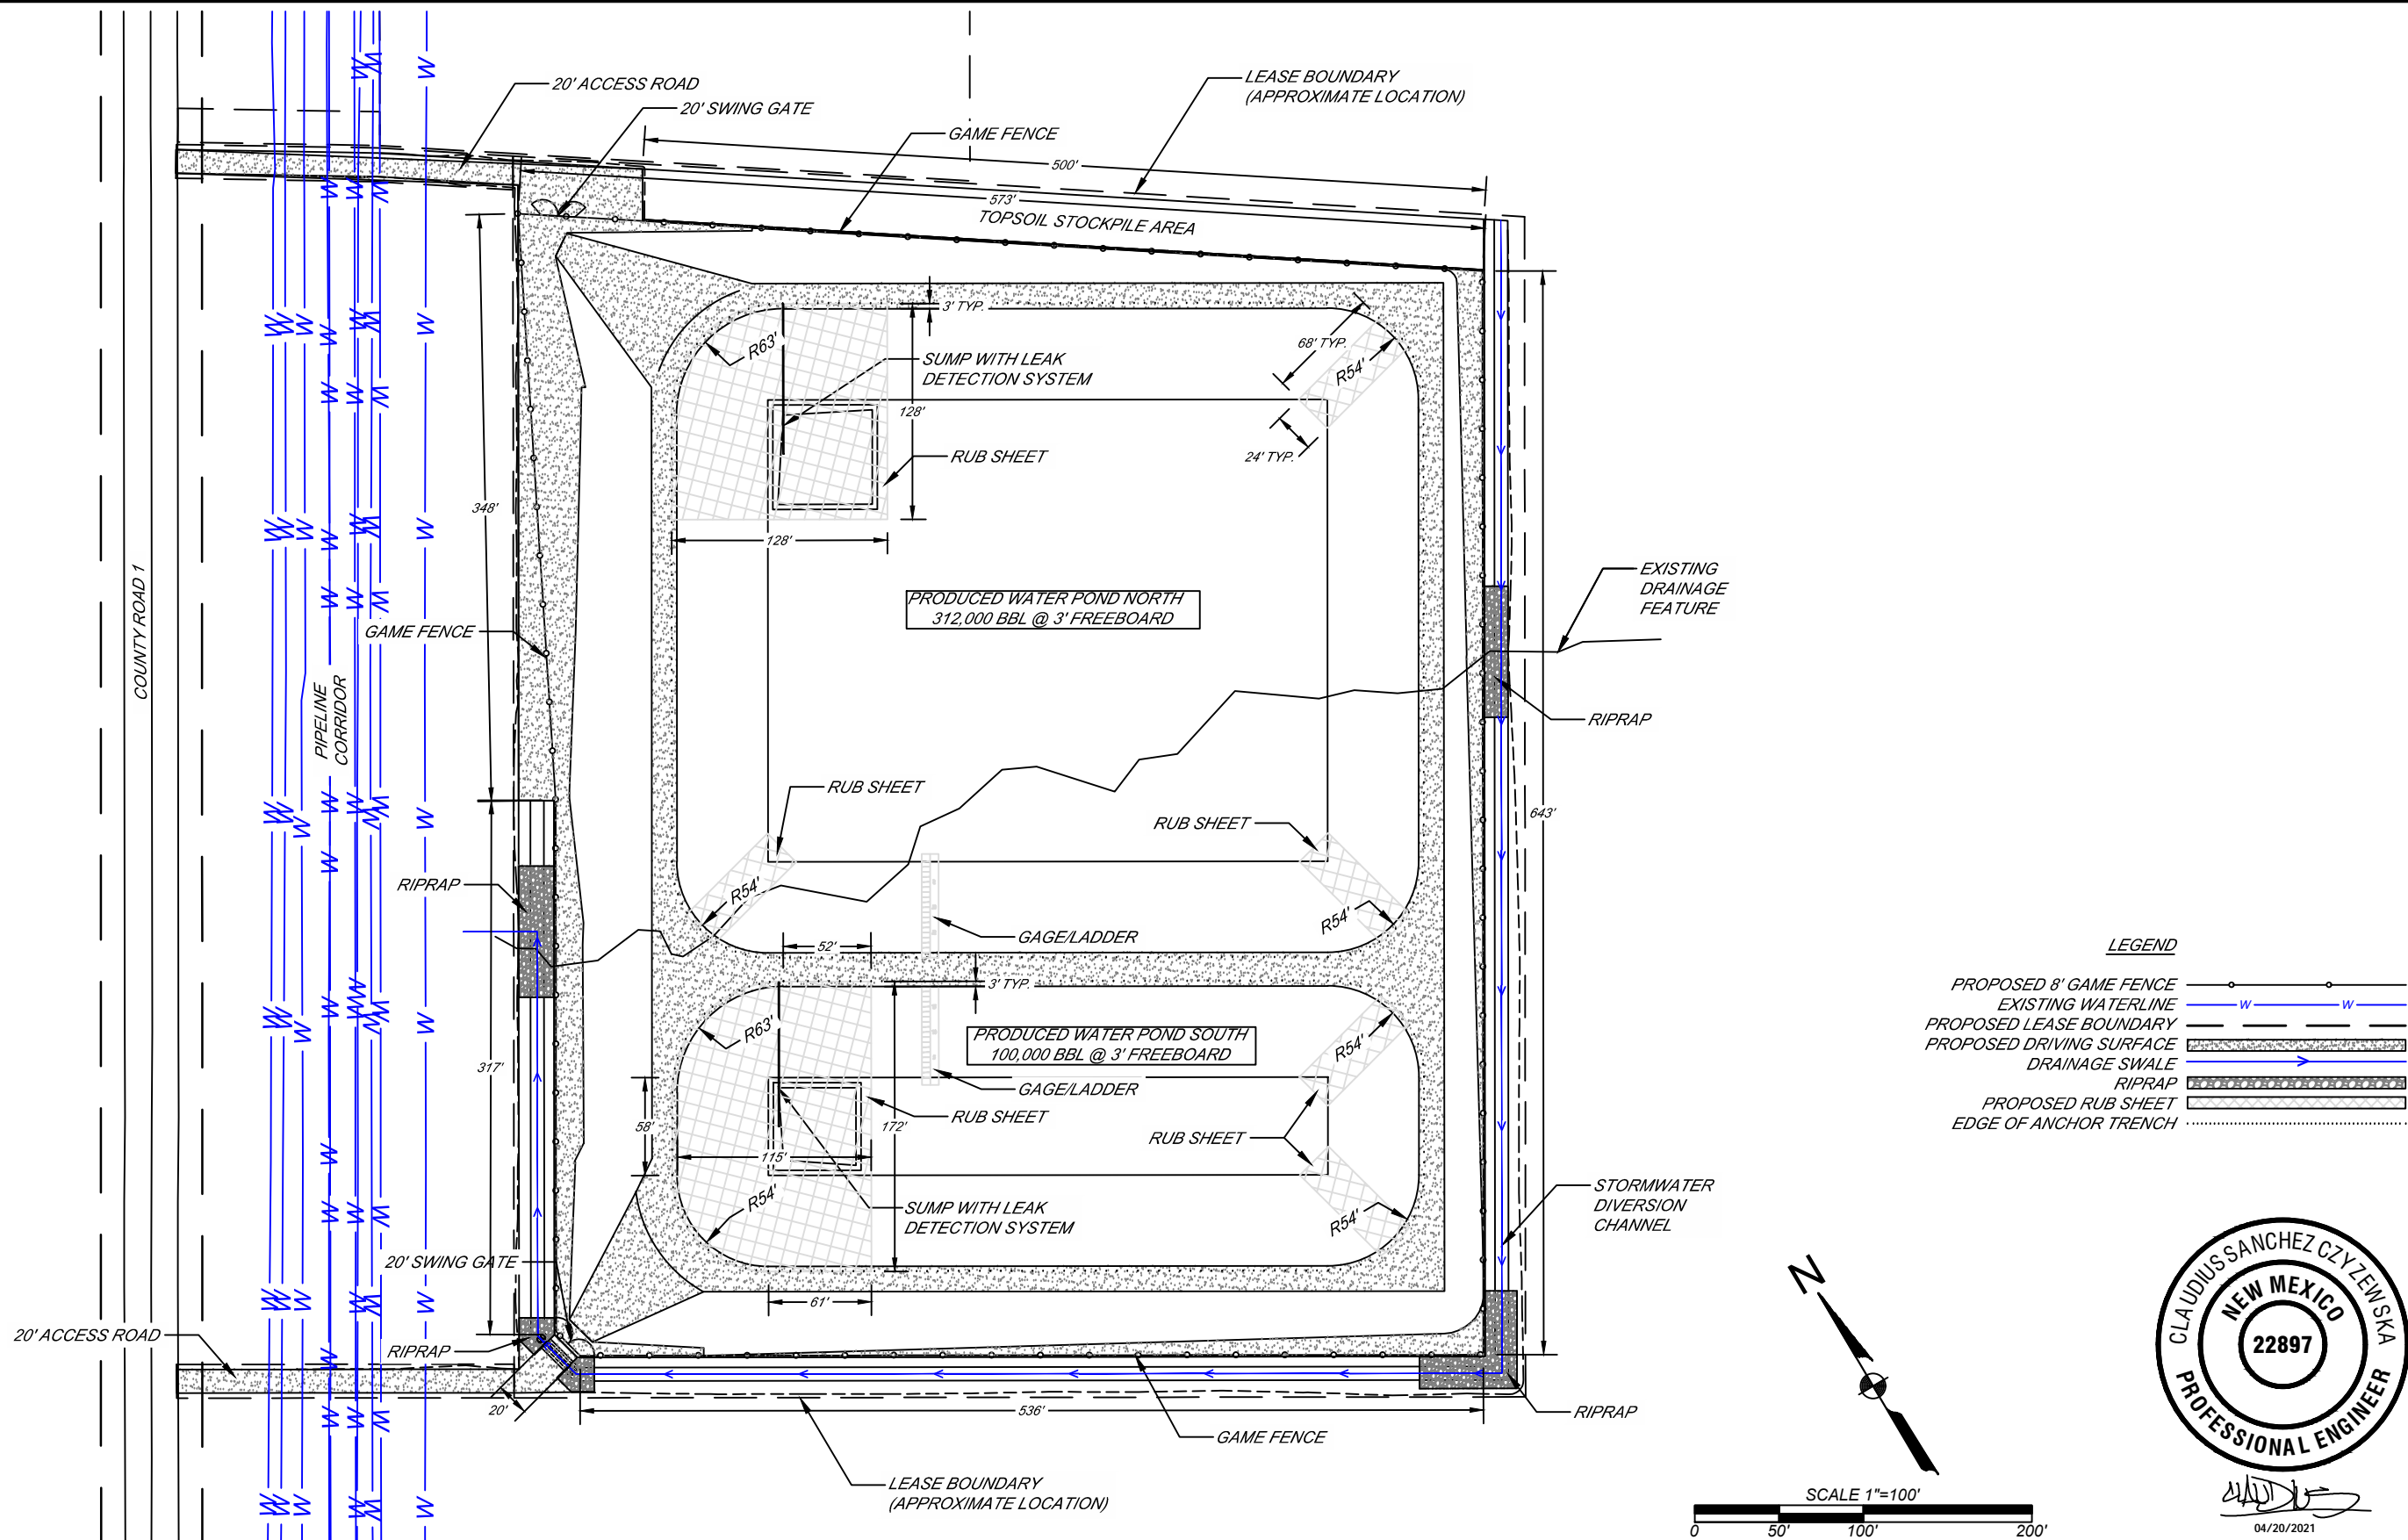 20' ACCESS ROAD
20' SWING GATE
GAME FENCE
LEASE BOUNDARY
(APPROXIMATE LOCATION)
500'
573'
TOPSOIL STOCKPILE AREA
3' TYP.
R63'
SUMP WITH LEAK
DETECTION SYSTEM
128'
68' TYP.
R54'
24' TYP.
RUB SHEET
128'
348'
PRODUCED WATER POND NORTH
312,000 BBL @ 3' FREEBOARD
EXISTING
DRAINAGE
FEATURE
COUNTY ROAD 1
GAME FENCE
PIPELINE
CORRIDOR
RIPRAP
RUB SHEET
RUB SHEET
643'
RIPRAP
R54'
R54'
GAGE/LADDER
52'
3' TYP.
R63'
PRODUCED WATER POND SOUTH
100,000 BBL @ 3' FREEBOARD
R54'
317'
GAGE/LADDER
RUB SHEET
58'
172'
RUB SHEET
115'
R54'
SUMP WITH LEAK
DETECTION SYSTEM
R54'
STORMWATER
DIVERSION
CHANNEL
20' SWING GATE
61'
20' ACCESS ROAD
RIPRAP
20'
536'
RIPRAP
GAME FENCE
LEASE BOUNDARY
(APPROXIMATE LOCATION)
LEGEND
PROPOSED 8' GAME FENCE
EXISTING WATERLINE W W
PROPOSED LEASE BOUNDARY
PROPOSED DRIVING SURFACE
DRAINAGE SWALE
RIPRAP
PROPOSED RUB SHEET
EDGE OF ANCHOR TRENCH
N
SCALE 1"=100'
0 50' 100' 200'
CLAUDIUS SANCHEZ CZYZEWSKA
NEW MEXICO
22897
PROFESSIONAL ENGINEER
04/20/2021